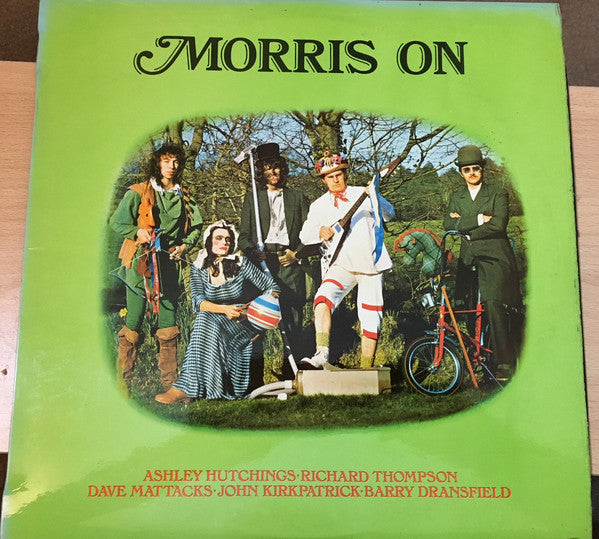 MORRIS ON
ASHLEY HUTCHINGS·RICHARD THOMPSON
DAVE MATTACKS·JOHN KIRKPATRICK·BARRY DRANSFIELD